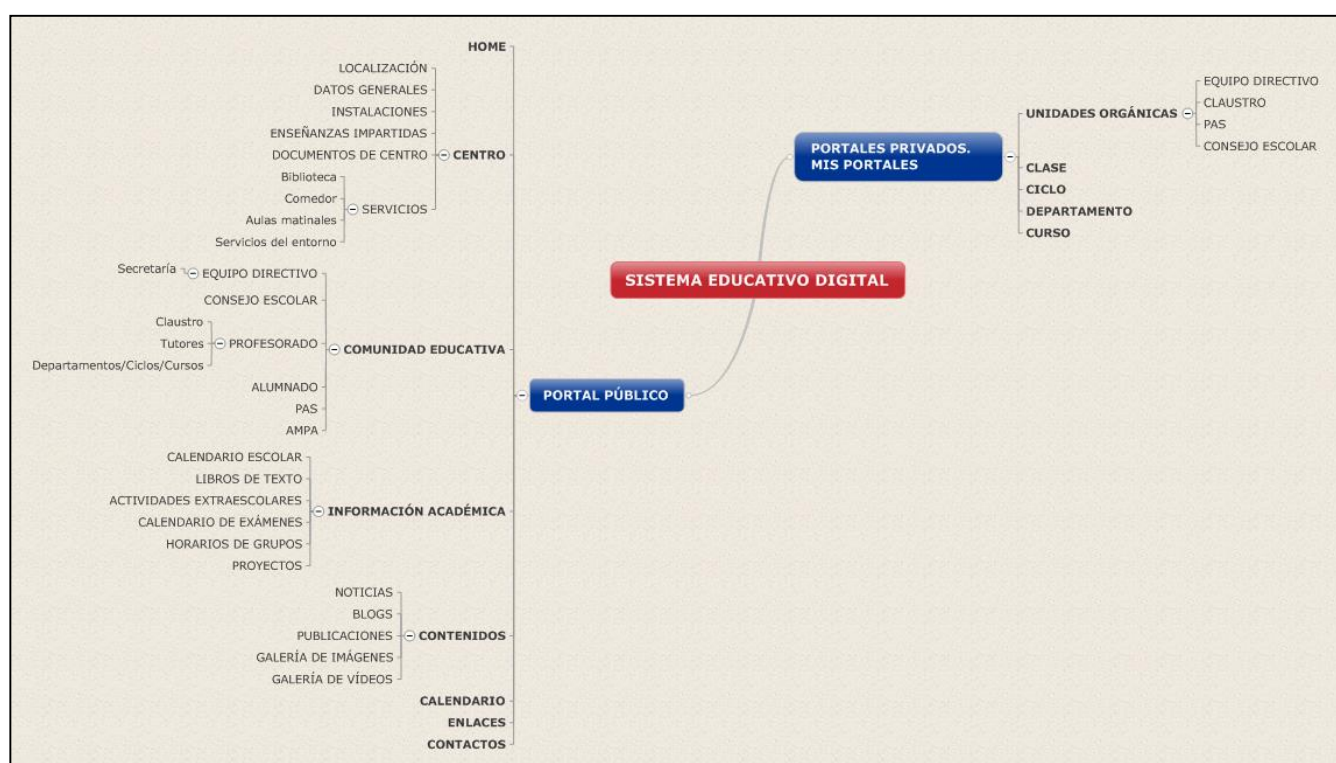 SISTEMA EDUCATIVO DIGITAL
PORTAL PÚBLICO
HOME
CENTRO
LOCALIZACIÓN
DATOS GENERALES
INSTALACIONES
ENSEÑANZAS IMPARTIDAS
DOCUMENTOS DE CENTRO
SERVICIOS
Biblioteca
Comedor
Aulas matinales
Servicios del entorno
COMUNIDAD EDUCATIVA
EQUIPO DIRECTIVO
Secretaría
CONSEJO ESCOLAR
PROFESORADO
Claustro
Tutores
Departamentos/Ciclos/Cursos
ALUMNADO
PAS
AMPA
INFORMACIÓN ACADÉMICA
CALENDARIO ESCOLAR
LIBROS DE TEXTO
ACTIVIDADES EXTRAESCOLARES
CALENDARIO DE EXÁMENES
HORARIOS DE GRUPOS
PROYECTOS
CONTENIDOS
NOTICIAS
BLOGS
PUBLICACIONES
GALERÍA DE IMÁGENES
GALERÍA DE VÍDEOS
CALENDARIO
ENLACES
CONTACTOS
PORTALES PRIVADOS.
MIS PORTALES
UNIDADES ORGÁNICAS
EQUIPO DIRECTIVO
CLAUSTRO
PAS
CONSEJO ESCOLAR
CLASE
CICLO
DEPARTAMENTO
CURSO